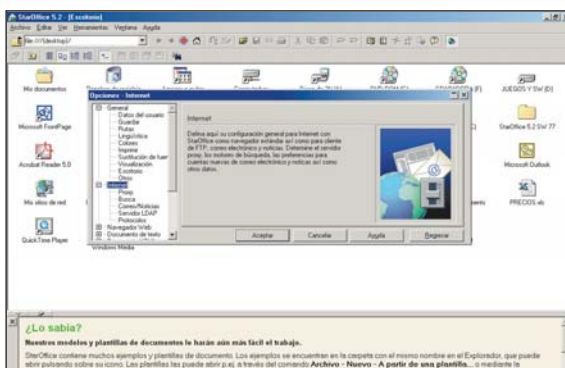 StarOffice 5.2 - [Escritorio]
Archivo Editar Ver Herramientas Ventana Ayuda
file:///desktop/
Mis documentos
JUEGOS Y SW (D)
Opciones - Internet
General
Datos del usuario
Guardar
Rutas
Lingüística
Colores
Imprimir
Sustitución de fuer
Visualización
Escritorio
Otros
Internet
Proxy
Busca
Correo/Noticias
Servidor LDAP
Protocolos
Navegador Web
Documento de texto
Internet
Defina aquí su configuración general para Internet con
StarOffice como navegador estándar así como para cliente
de FTP, correo electrónico y noticias. Determine el servidor
proxy, los motores de búsqueda, las preferencias para
cuentas nuevas de correo electrónico y noticias así como
otros datos.
Aceptar Cancelar Ayuda Regresar
Microsoft FrontPage
StarOffice 5.2 SW 77
Acrobat Reader 5.0
Microsoft Outlook
Mis sitios de red
PRECIOS.xls
QuickTime Player
Windows Media
¿Lo sabía?
Nuestros modelos y plantillas de documentos le harán aún más fácil el trabajo.
StarOffice contiene muchos ejemplos y plantillas de documento. Los ejemplos se encuentran en la carpeta con el mismo nombre en el Explorador, que puede
abrir pulsando sobre su icono. Las plantillas las puede abrir p.ej. a través del comando Archivo - Nuevo - A partir de una plantilla... o mediante la